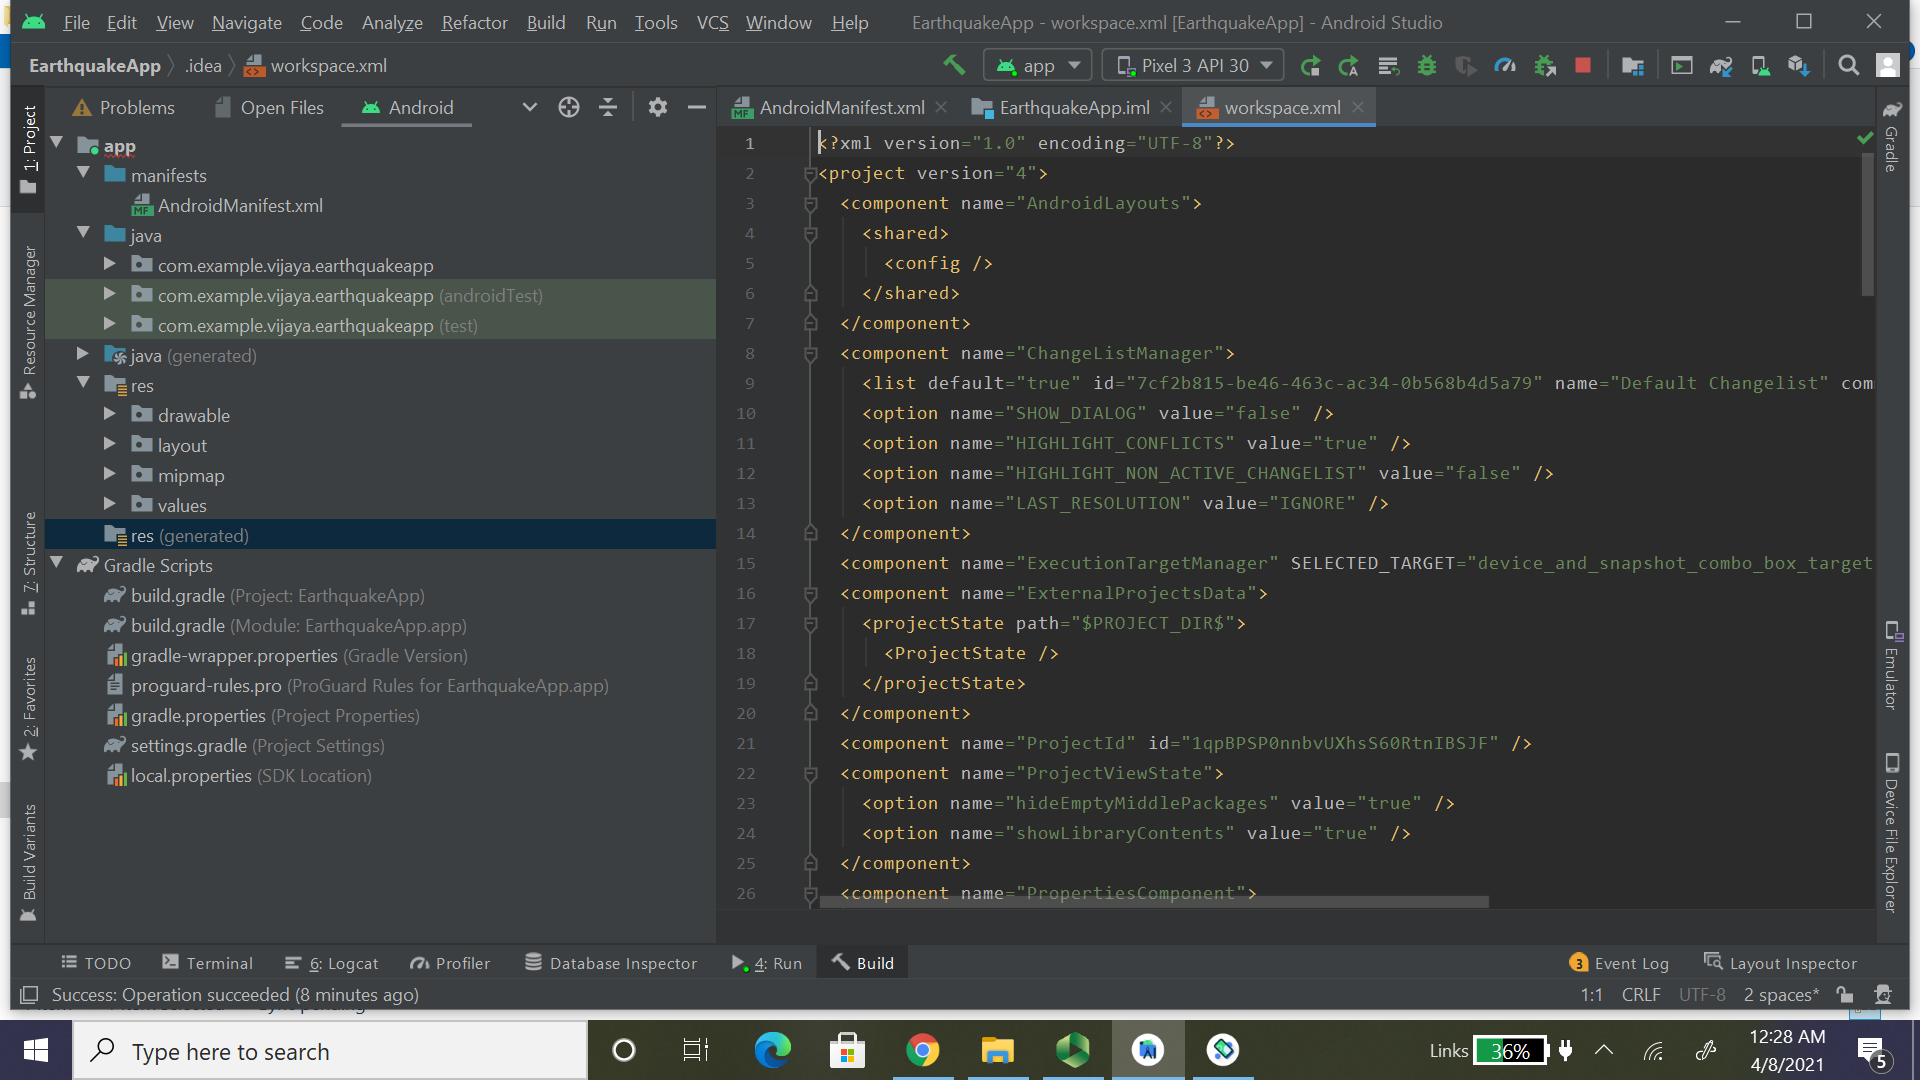 File Edit View Navigate Code Analyze Refactor Build Run Tools VCS Window Help EarthquakeApp - workspace.xml [EarthquakeApp] - Android Studio
EarthquakeApp .idea workspace.xml
app Pixel 3 API 30
Problems Open Files Android
AndroidManifest.xml EarthquakeApp.iml workspace.xml
1: Project
Resource Manager
7: Structure
2: Favorites
Build Variants
app
manifests
MF AndroidManifest.xml
java
com.example.vijaya.earthquakeapp
com.example.vijaya.earthquakeapp (androidTest)
com.example.vijaya.earthquakeapp (test)
java (generated)
res
drawable
layout
mipmap
values
res (generated)
Gradle Scripts
build.gradle (Project: EarthquakeApp)
build.gradle (Module: EarthquakeApp.app)
gradle-wrapper.properties (Gradle Version)
proguard-rules.pro (ProGuard Rules for EarthquakeApp.app)
gradle.properties (Project Properties)
settings.gradle (Project Settings)
local.properties (SDK Location)
1 <?xml version="1.0" encoding="UTF-8"?>
2 <project version="4">
3 <component name="AndroidLayouts">
4 <shared>
5 <config />
6 </shared>
7 </component>
8 <component name="ChangeListManager">
9 <list default="true" id="7cf2b815-be46-463c-ac34-0b568b4d5a79" name="Default Changelist" com
10 <option name="SHOW_DIALOG" value="false" />
11 <option name="HIGHLIGHT_CONFLICTS" value="true" />
12 <option name="HIGHLIGHT_NON_ACTIVE_CHANGELIST" value="false" />
13 <option name="LAST_RESOLUTION" value="IGNORE" />
14 </component>
15 <component name="ExecutionTargetManager" SELECTED_TARGET="device_and_snapshot_combo_box_target
16 <component name="ExternalProjectsData">
17 <projectState path="$PROJECT_DIR$">
18 <ProjectState />
19 </projectState>
20 </component>
21 <component name="ProjectId" id="1qpBPSP0nnbvUXhsS60RtnIBSJF" />
22 <component name="ProjectViewState">
23 <option name="hideEmptyMiddlePackages" value="true" />
24 <option name="showLibraryContents" value="true" />
25 </component>
26 <component name="PropertiesComponent">
Gradle
Emulator
Device File Explorer
TODO Terminal 6: Logcat Profiler Database Inspector 4: Run Build 3 Event Log Layout Inspector
Success: Operation succeeded (8 minutes ago) 1:1 CRLF UTF-8 2 spaces*
Type here to search
Links 36% 12:28 AM
4/8/2021
5